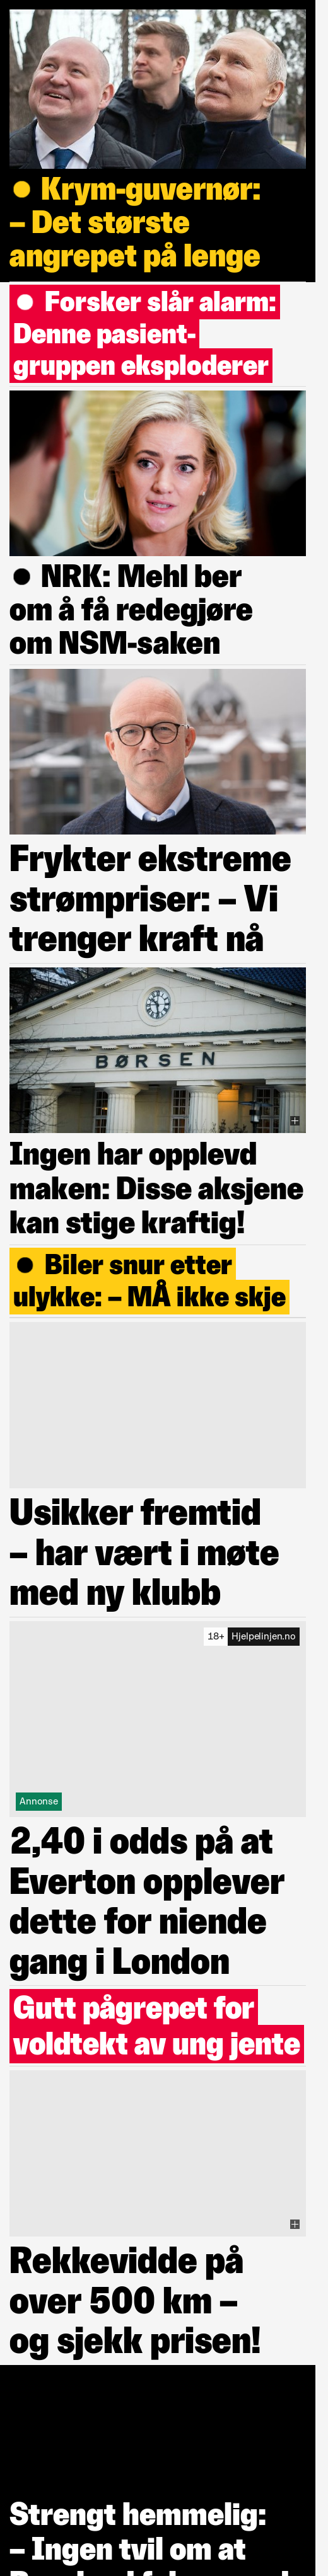 Krym-guvernør:
– Det største
angrepet på lenge
Forsker slår alarm:
Denne pasient-
gruppen eksploderer
NRK: Mehl ber
om å få redegjøre
om NSM-saken
Frykter ekstreme
strømpriser: – Vi
trenger kraft nå
BØRSEN
Ingen har opplevd
maken: Disse aksjene
kan stige kraftig!
Biler snur etter
ulykke: – MÅ ikke skje
Usikker fremtid
– har vært i møte
med ny klubb
18+ Hjelpelinjen.no
Annonse
2,40 i odds på at
Everton opplever
dette for niende
gang i London
Gutt pågrepet for
voldtekt av ung jente
Rekkevidde på
over 500 km –
og sjekk prisen!
Strengt hemmelig:
– Ingen tvil om at